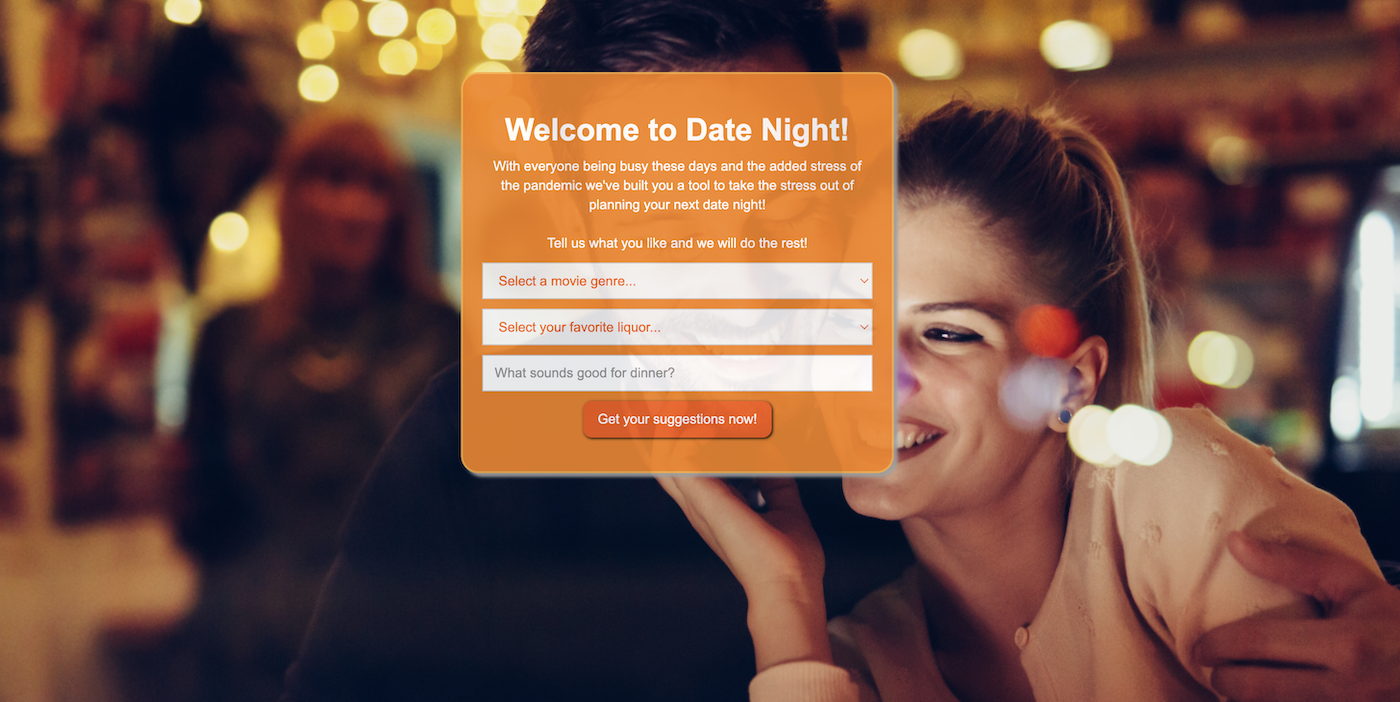 Welcome to Date Night!
With everyone being busy these days and the added stress of
the pandemic we've built you a tool to take the stress out of
planning your next date night!
Tell us what you like and we will do the rest!
Select a movie genre...
Select your favorite liquor...
What sounds good for dinner?
Get your suggestions now!